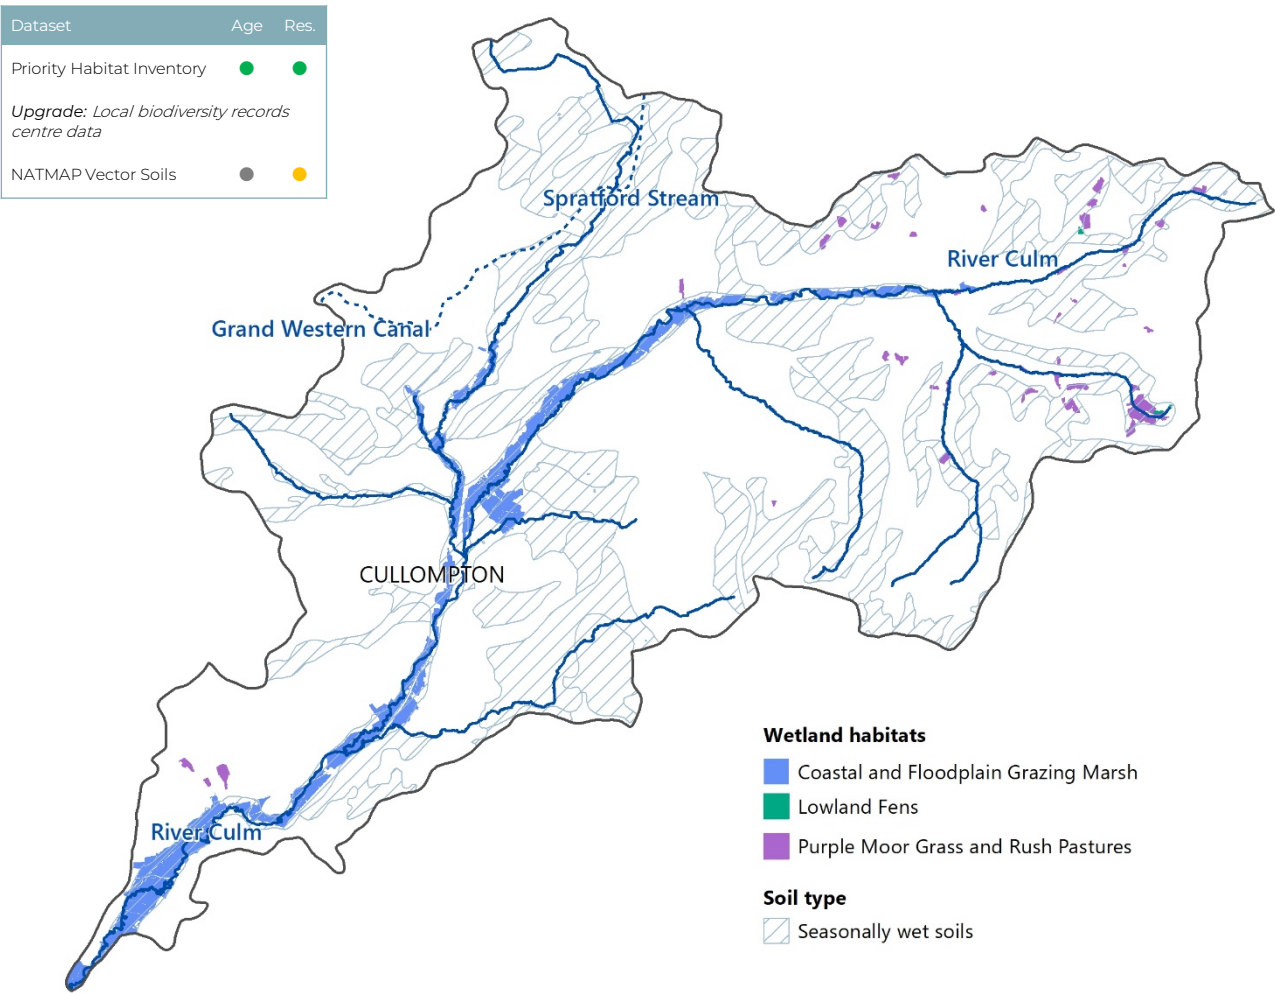 Dataset Age Res.
Priority Habitat Inventory
Upgrade: Local biodiversity records
centre data
NATMAP Vector Soils
Spratford Stream
River Culm
Grand Western Canal
CULLOMPTON
River Culm
Wetland habitats
Coastal and Floodplain Grazing Marsh
Lowland Fens
Purple Moor Grass and Rush Pastures
Soil type
Seasonally wet soils